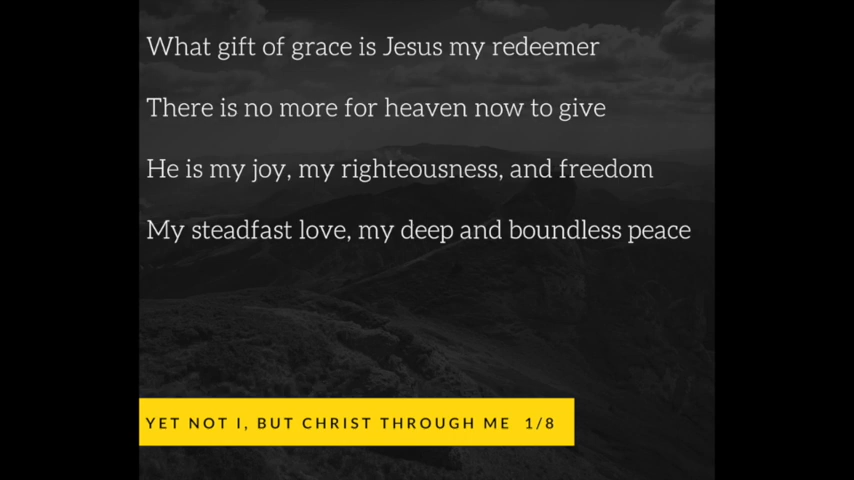 What gift of grace is Jesus my redeemer
There is no more for heaven now to give
He is my joy, my righteousness, and freedom
My steadfast love, my deep and boundless peace
YET NOT I, BUT CHRIST THROUGH ME 1/8